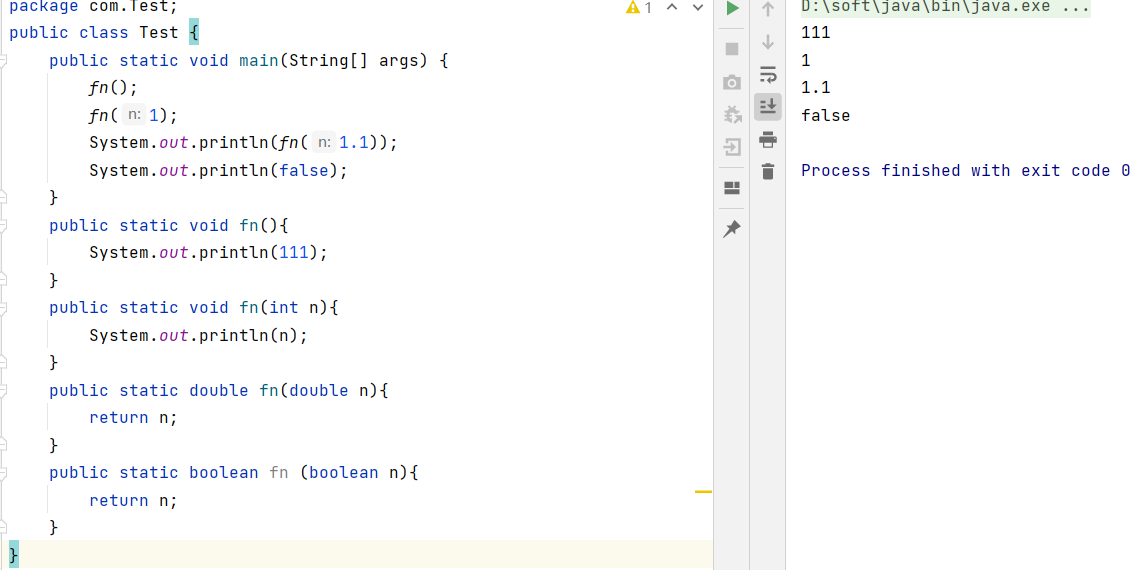 package com.Test;
public class Test {
public static void main(String[] args) {
fn();
fn( n: 1);
System.out.println(fn( n: 1.1));
System.out.println(false);
}
public static void fn(){
System.out.println(111);
}
public static void fn(int n){
System.out.println(n);
}
public static double fn(double n){
return n;
}
public static boolean fn (boolean n){
return n;
}
}
1
D:\soft\java\bin\java.exe ...
111
1
1.1
false
Process finished with exit code 0